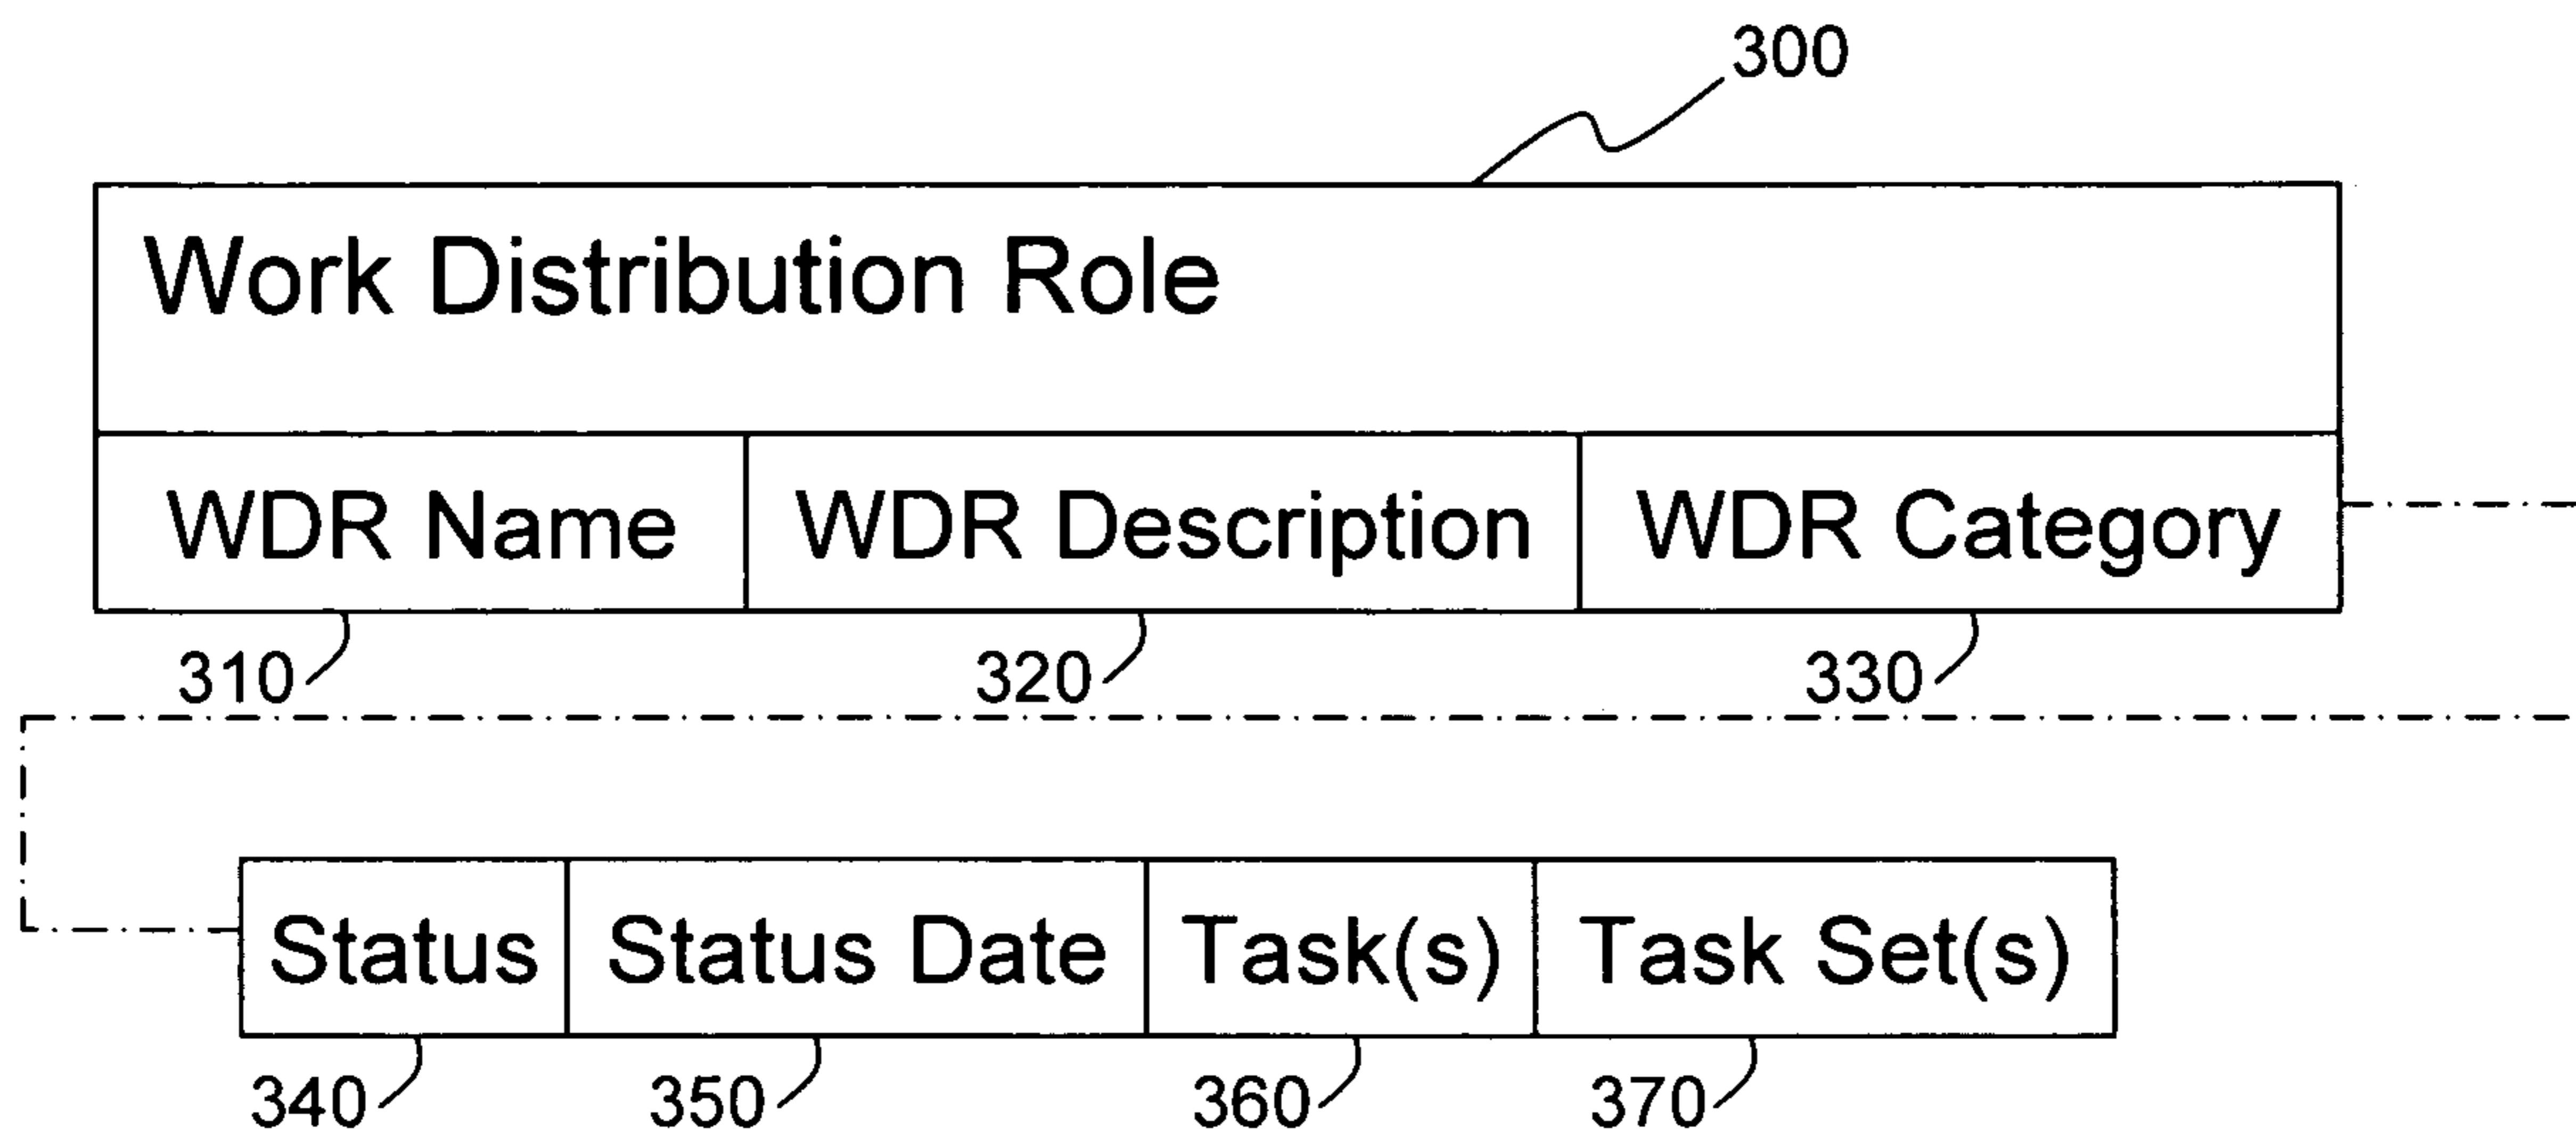 300
Work Distribution Role
WDR Name WDR Description WDR Category
310 320 330
Status Status Date Task(s) Task Set(s)
340 350 360 370